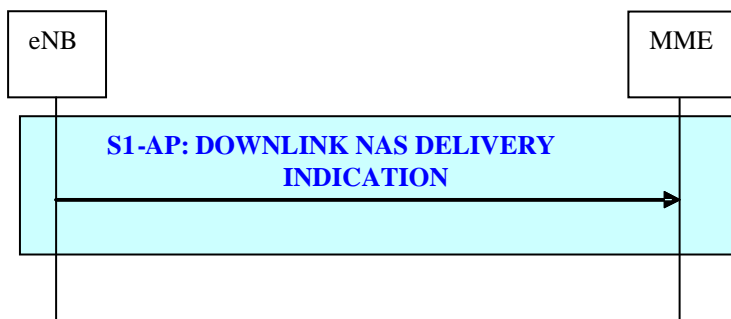 eNB
MME
S1-AP: DOWNLINK NAS DELIVERY
INDICATION